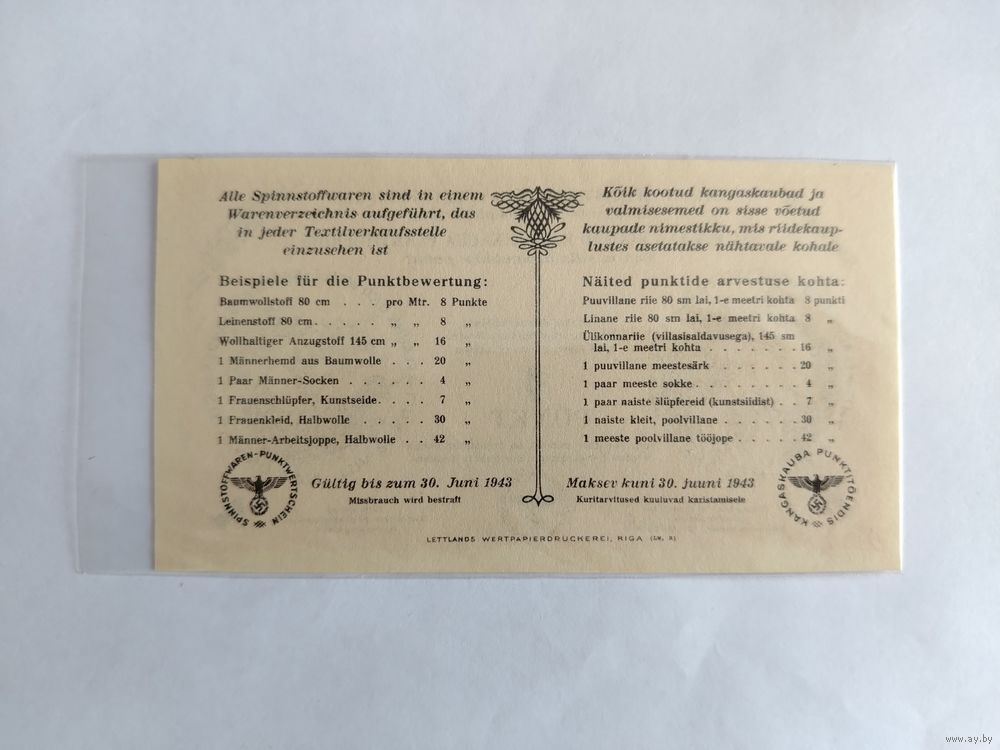 Alle Spinnstoffwaren sind in einem
Warenverzeichnis aufgeführt, das
in jeder Textilverkaufsstelle
einzusehen ist
Beispiele für die Punktbewertung:
Baumwollstoff 80 cm . . . pro Mtr. 8 Punkte
Leinenstoff 80 cm. . . . . „ „ 8 „
Wollhaltiger Anzugstoff 145 cm „ „ 16 „
1 Männerhemd aus Baumwolle . . . 20 „
1 Paar Männer-Socken . . . . . . 4 „
1 Frauenschlüpfer, Kunstseide. . . . 7 „
1 Frauenkleid, Halbwolle . . . . . 30 „
1 Männer-Arbeitsjoppe, Halbwolle . . 42 „
SPINNSTOFFWAREN-PUNKTWERTSCHEIN
Gültig bis zum 30. Juni 1943
Missbrauch wird bestraft
Kõik kootud kangaskaubad ja
valmisesemed on sisse võetud
kaupade nimestikku, mis riidekaup-
lustes asetatakse nähtavale kohale
Näited punktide arvestuse kohta:
Puuvillane riie 80 sm lai, 1-e meetri kohta 8 punkti
Linane riie 80 sm lai, 1-e meetri kohta 8 „
Ülikonnariie (villasisaldavusega), 145 sm
lai, 1-e meetri kohta . . . . . . . 16 „
1 puuvillane meestesärk . . . . . . . 20 „
1 paar meeste sokke . . . . . . . . 4 „
1 paar naiste šlüpfereid (kunstsiidist) . . 7 „
1 naiste kleit, poolvillane . . . . . . 30 „
1 meeste poolvillane tööjope . . . . . 42 „
Maksev kuni 30. juuni 1943
Kuritarvitused kuuluvad karistamisele
KANGASKAUBA PUNKTITÕENDIS
LETTLANDS WERTPAPIERDRUCKEREI, RIGA
www.ay.by